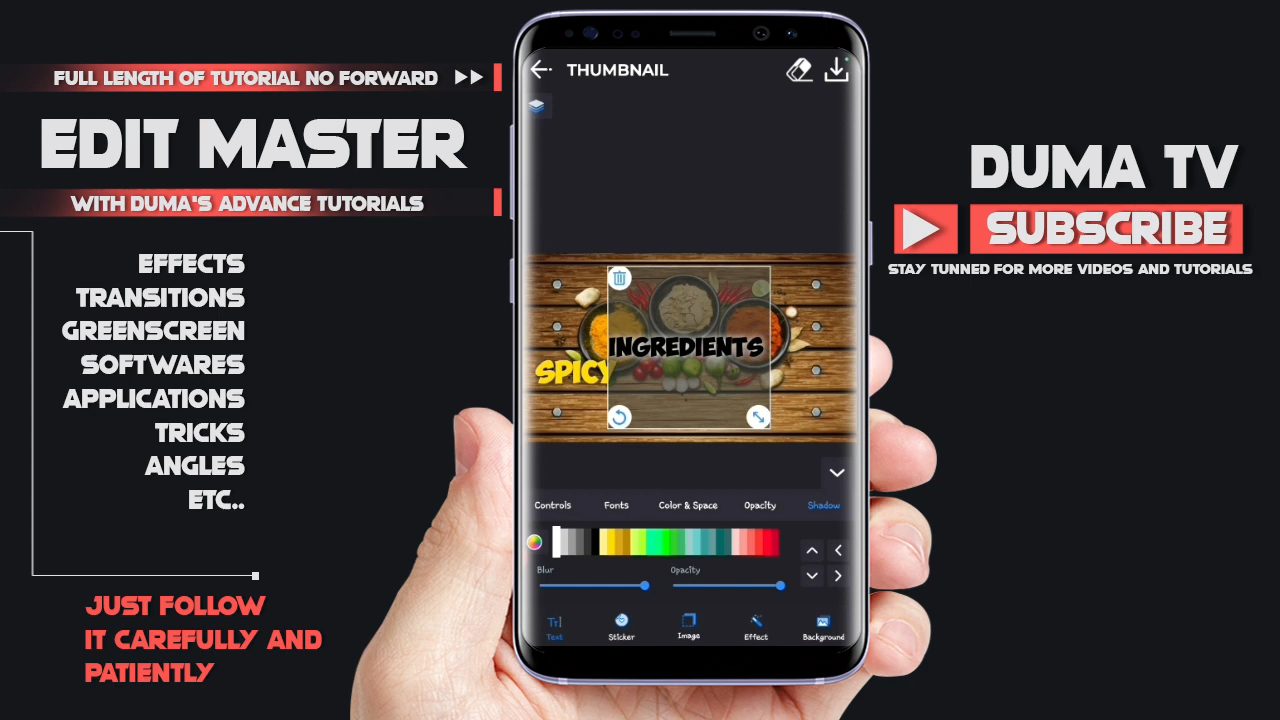 FULL LENGTH OF TUTORIAL NO FORWARD
EDIT MASTER
WITH DUMA'S ADVANCE TUTORIALS
EFFECTS
TRANSITIONS
GREENSCREEN
SOFTWARES
APPLICATIONS
TRICKS
ANGLES
ETC..
JUST FOLLOW
IT CAREFULLY AND
PATIENTLY
THUMBNAIL
INGREDIENTS
SPICY
Controls Fonts Color & Space Opacity Shadow
Blur Opacity
Text Sticker Image Effect Background
DUMA TV
SUBSCRIBE
STAY TUNNED FOR MORE VIDEOS AND TUTORIALS